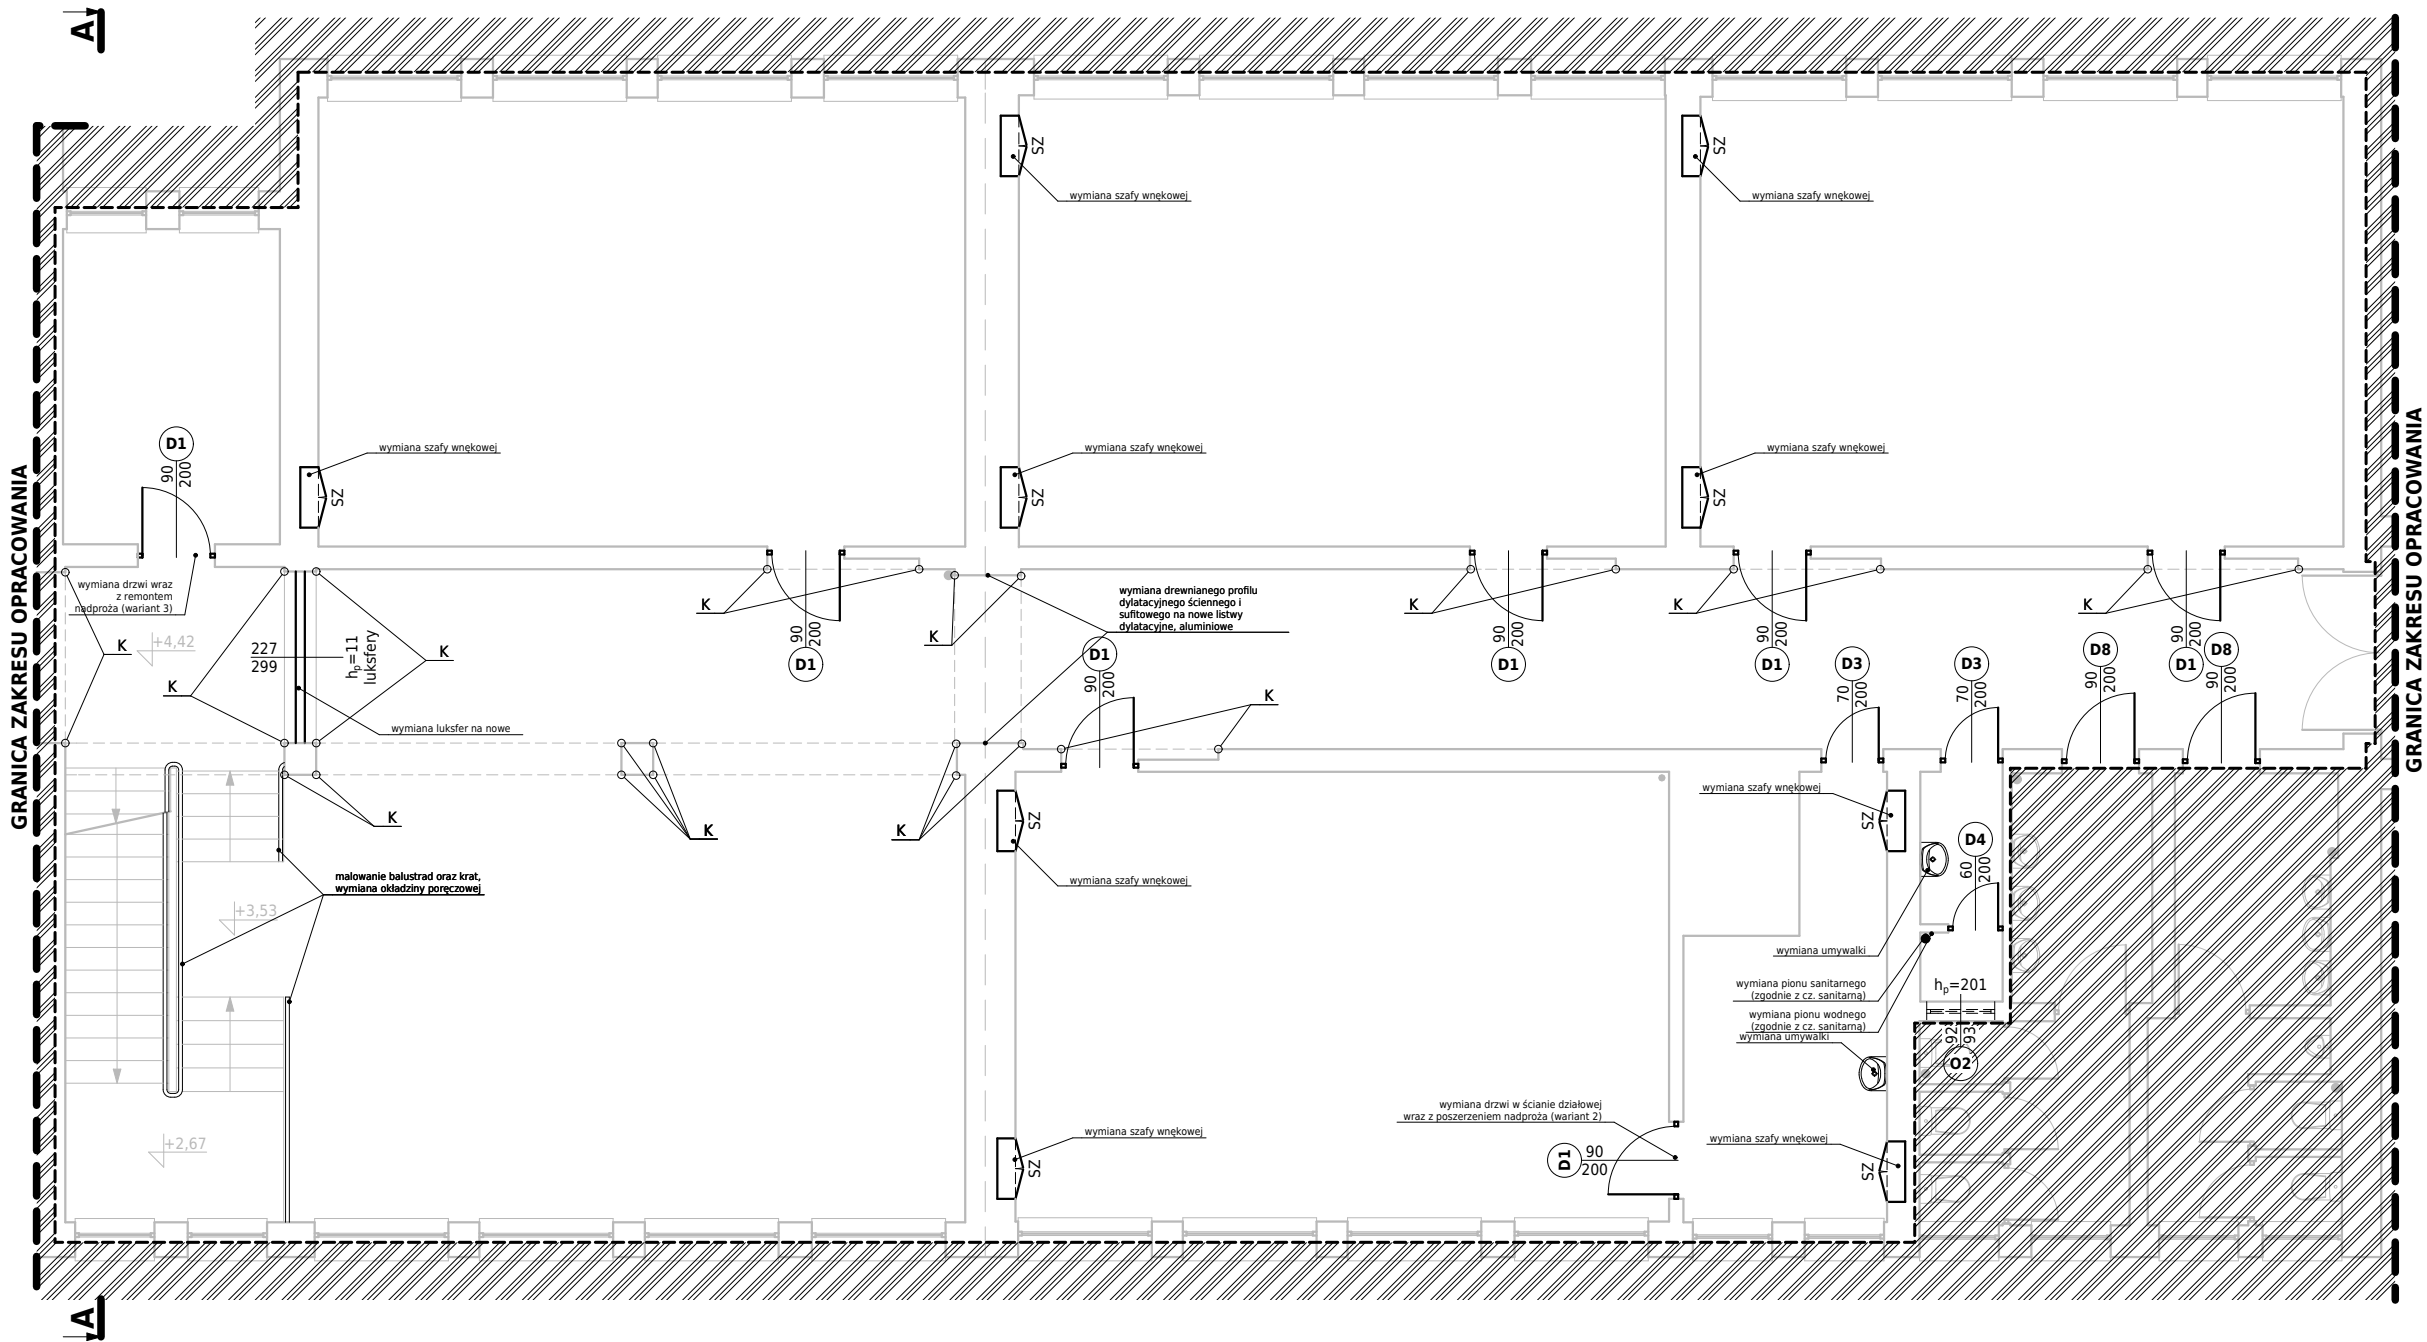 A
SZ
wymiana szafy wnękowej
SZ
wymiana szafy wnękowej
D1
90
200
wymiana szafy wnękowej
SZ
wymiana szafy wnękowej
SZ
wymiana szafy wnękowej
SZ
GRANICA ZAKRESU OPRACOWANIA
GRANICA ZAKRESU OPRACOWANIA
wymiana drzwi wraz
z remontem
nadproża (wariant 3)
K
+4,42
K
227
299
hp=11
luksfery
K
wymiana luksfer na nowe
K
90
200
D1
K
wymiana drewnianego profilu
dylatacyjnego ściennego i
sufitowego na nowe listwy
dylatacyjne, aluminiowe
D1
90
200
K
K
90
200
D1
K
90
200
D1
K
90
200
D1
D3
70
200
D3
70
200
D8
90
200
D8
90
200
K
K
K
malowanie balustrad oraz krat,
wymiana okładziny poręczowej
+3,53
+2,67
SZ
wymiana szafy wnękowej
wymiana szafy wnękowej
SZ
D4
60
200
wymiana umywalki
wymiana pionu sanitarnego
(zgodnie z cz. sanitarną)
wymiana pionu wodnego
(zgodnie z cz. sanitarną)
wymiana umywalki
hp=201
92
93
O2
wymiana drzwi w ścianie działowej
wraz z poszerzeniem nadproża (wariant 2)
D1
90
200
wymiana szafy wnękowej
SZ
wymiana szafy wnękowej
SZ
A